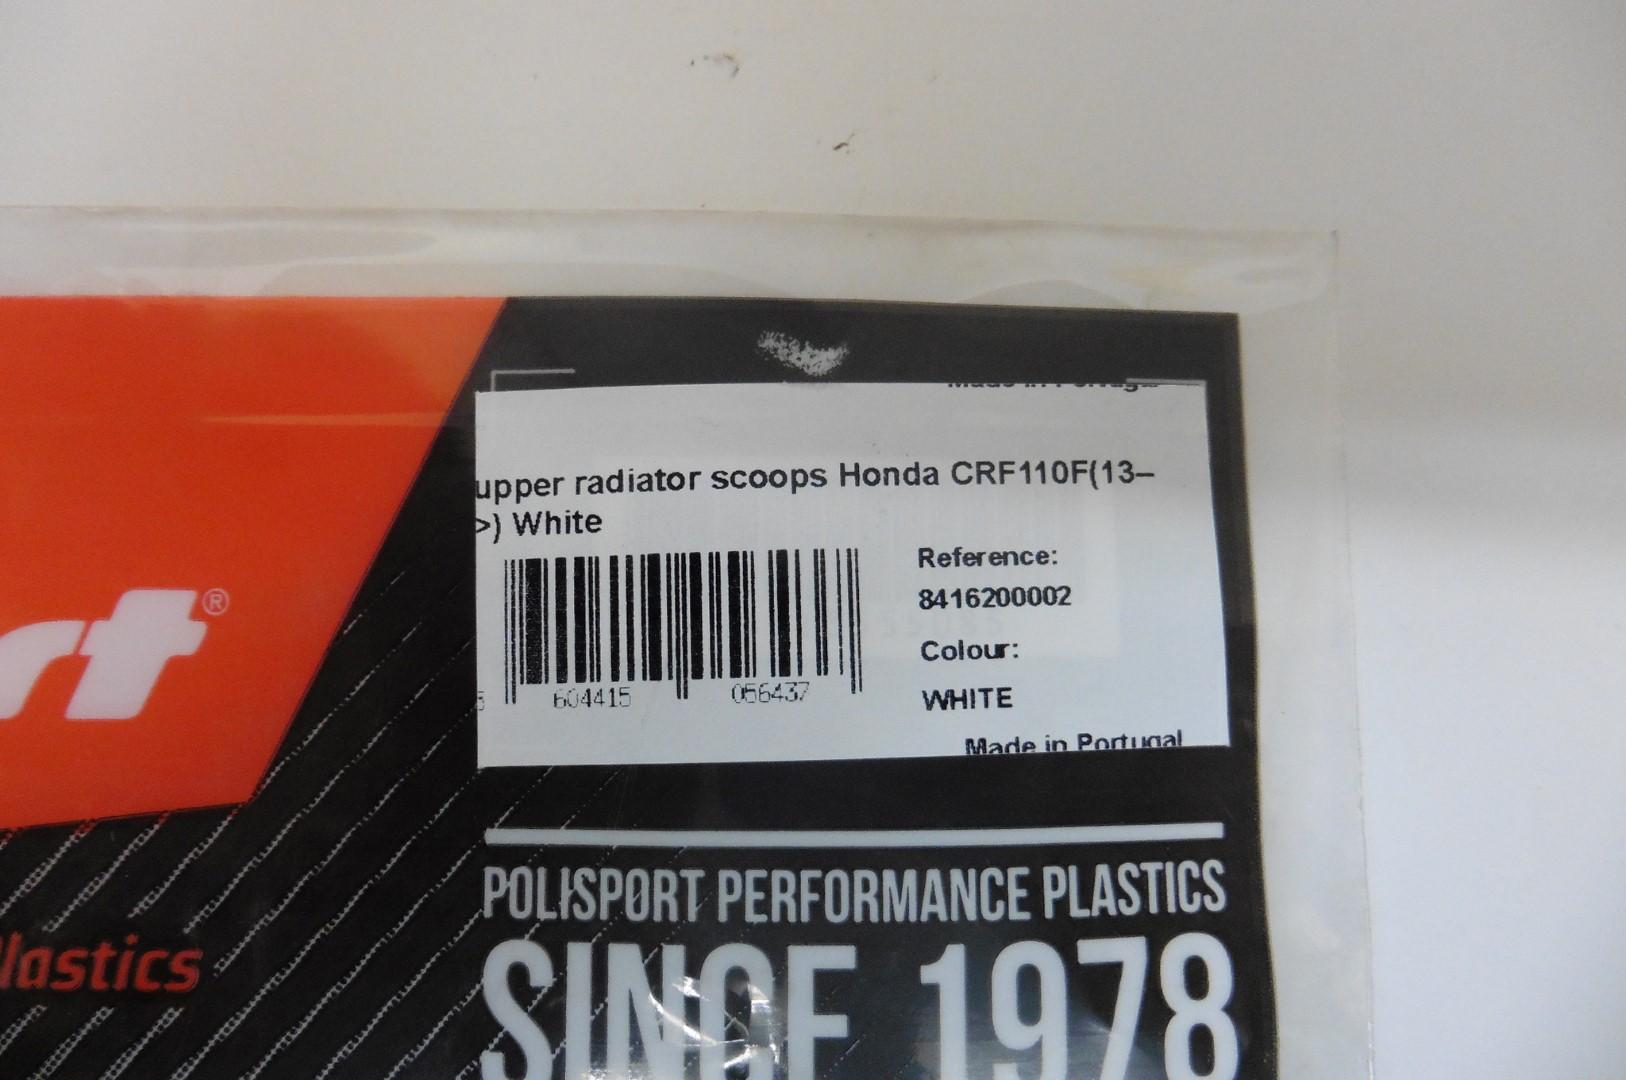 rt®
lastics
upper radiator scoops Honda CRF110F(13–
>) White
Reference:
8416200002
Colour:
WHITE
5 604415 056437
Made in Portugal
POLISPORT PERFORMANCE PLASTICS
SINCE 1978